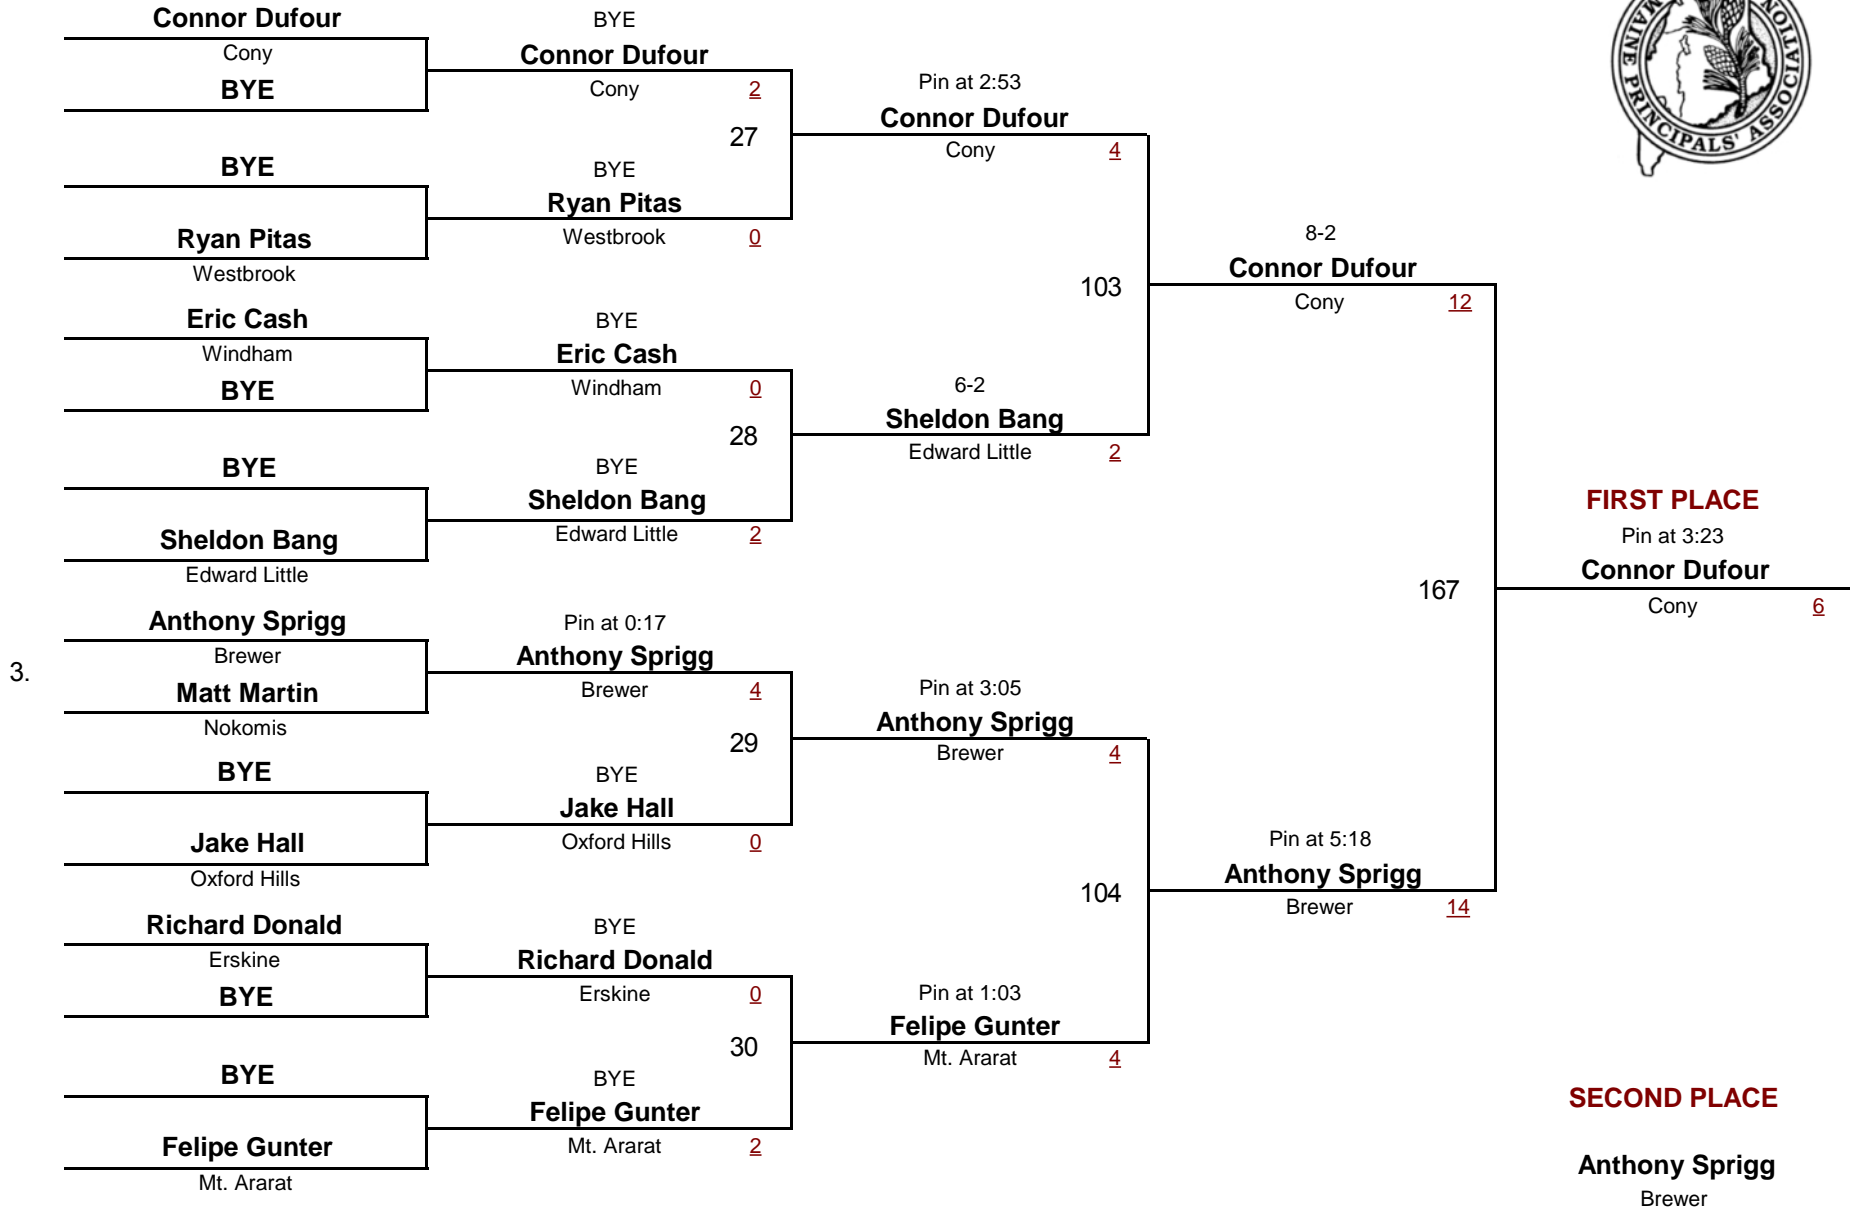 Connor Dufour
Cony
BYE
BYE
Ryan Pitas
Westbrook
Eric Cash
Windham
BYE
BYE
Sheldon Bang
Edward Little
3.
Anthony Sprigg
Brewer
Matt Martin
Nokomis
BYE
Jake Hall
Oxford Hills
Richard Donald
Erskine
BYE
BYE
Felipe Gunter
Mt. Ararat
BYE
Connor Dufour
Cony 2
27
BYE
Ryan Pitas
Westbrook 0
BYE
Eric Cash
Windham 0
28
BYE
Sheldon Bang
Edward Little 2
Pin at 0:17
Anthony Sprigg
Brewer 4
29
BYE
Jake Hall
Oxford Hills 0
BYE
Richard Donald
Erskine 0
30
BYE
Felipe Gunter
Mt. Ararat 2
Pin at 2:53
Connor Dufour
Cony 4
103
6-2
Sheldon Bang
Edward Little 2
Pin at 3:05
Anthony Sprigg
Brewer 4
104
Pin at 1:03
Felipe Gunter
Mt. Ararat 4
8-2
Connor Dufour
Cony 12
167
Pin at 5:18
Anthony Sprigg
Brewer 14
MAINE PRINCIPALS' ASSOCIATION
FIRST PLACE
Pin at 3:23
Connor Dufour
Cony 6
SECOND PLACE
Anthony Sprigg
Brewer